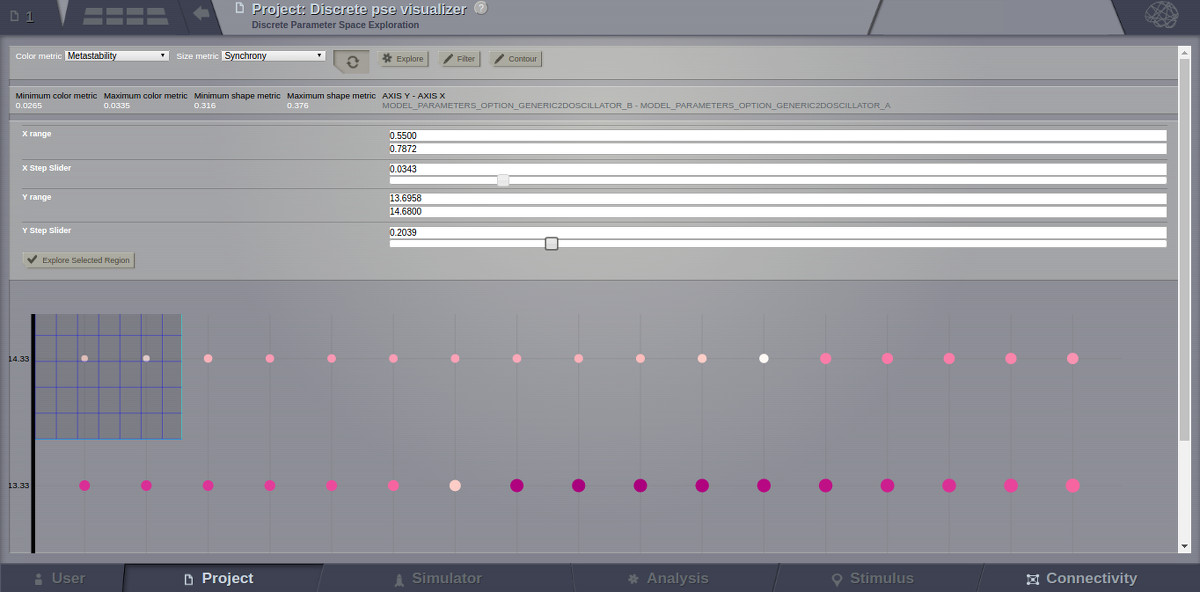 1
Project: Discrete pse visualizer ?
Discrete Parameter Space Exploration
Color metric Metastability Size metric Synchrony Explore Filter Contour
Minimum color metric Maximum color metric Minimum shape metric Maximum shape metric AXIS Y - AXIS X
0.0265 0.0335 0.316 0.376 MODEL_PARAMETERS_OPTION_GENERIC2DOSCILLATOR_B - MODEL_PARAMETERS_OPTION_GENERIC2DOSCILLATOR_A
X range 0.5500
0.7872
X Step Slider 0.0343
Y range 13.6958
14.6800
Y Step Slider 0.2039
Explore Selected Region
14.33
13.33
User Project Simulator Analysis Stimulus Connectivity